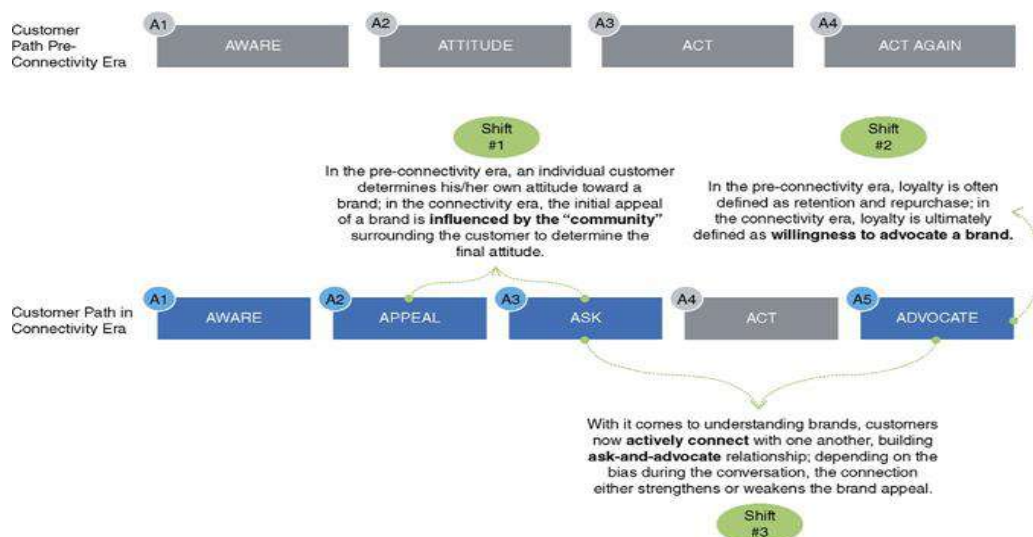 Customer
Path Pre-
Connectivity Era
A1
AWARE
A2
ATTITUDE
A3
ACT
A4
ACT AGAIN
Shift
#1
In the pre-connectivity era, an individual customer
determines his/her own attitude toward a
brand; in the connectivity era, the initial appeal
of a brand is influenced by the “community”
surrounding the customer to determine the
final attitude.
Shift
#2
In the pre-connectivity era, loyalty is often
defined as retention and repurchase; in
the connectivity era, loyalty is ultimately
defined as willingness to advocate a brand.
Customer Path in
Connectivity Era
A1
AWARE
A2
APPEAL
A3
ASK
A4
ACT
A5
ADVOCATE
With it comes to understanding brands, customers
now actively connect with one another, building
ask-and-advocate relationship; depending on the
bias during the conversation, the connection
either strengthens or weakens the brand appeal.
Shift
#3